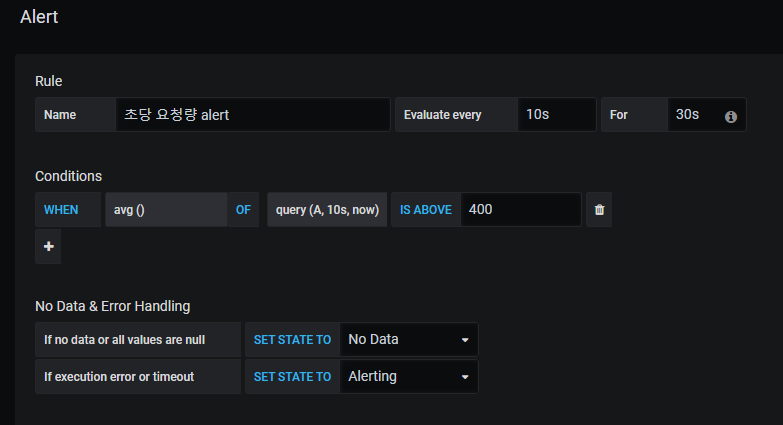 Alert
Rule
Name 초당 요청량 alert Evaluate every 10s For 30s
Conditions
WHEN avg () OF query (A, 10s, now) IS ABOVE 400
No Data & Error Handling
If no data or all values are null SET STATE TO No Data
If execution error or timeout SET STATE TO Alerting